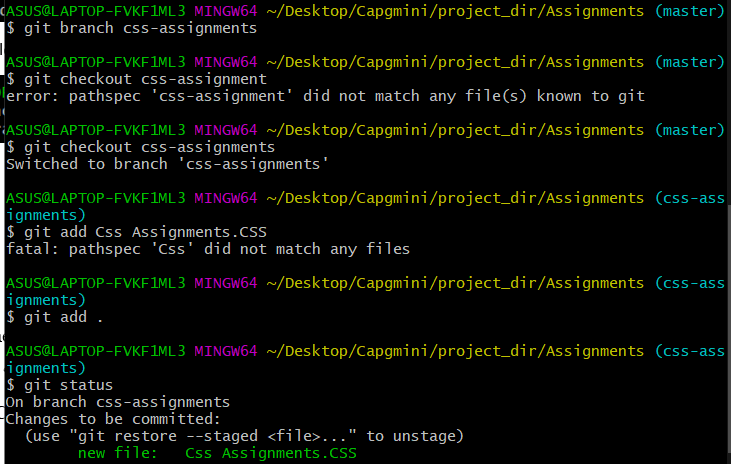 ASUS@LAPTOP-FVKF1ML3 MINGW64 ~/Desktop/Capgmini/project_dir/Assignments (master)
$ git branch css-assignments
ASUS@LAPTOP-FVKF1ML3 MINGW64 ~/Desktop/Capgmini/project_dir/Assignments (master)
$ git checkout css-assignment
error: pathspec 'css-assignment' did not match any file(s) known to git
ASUS@LAPTOP-FVKF1ML3 MINGW64 ~/Desktop/Capgmini/project_dir/Assignments (master)
$ git checkout css-assignments
Switched to branch 'css-assignments'
ASUS@LAPTOP-FVKF1ML3 MINGW64 ~/Desktop/Capgmini/project_dir/Assignments (css-ass
ignments)
$ git add Css Assignments.CSS
fatal: pathspec 'Css' did not match any files
ASUS@LAPTOP-FVKF1ML3 MINGW64 ~/Desktop/Capgmini/project_dir/Assignments (css-ass
ignments)
$ git add .
ASUS@LAPTOP-FVKF1ML3 MINGW64 ~/Desktop/Capgmini/project_dir/Assignments (css-ass
ignments)
$ git status
On branch css-assignments
Changes to be committed:
  (use "git restore --staged <file>..." to unstage)
        new file:   Css Assignments.CSS